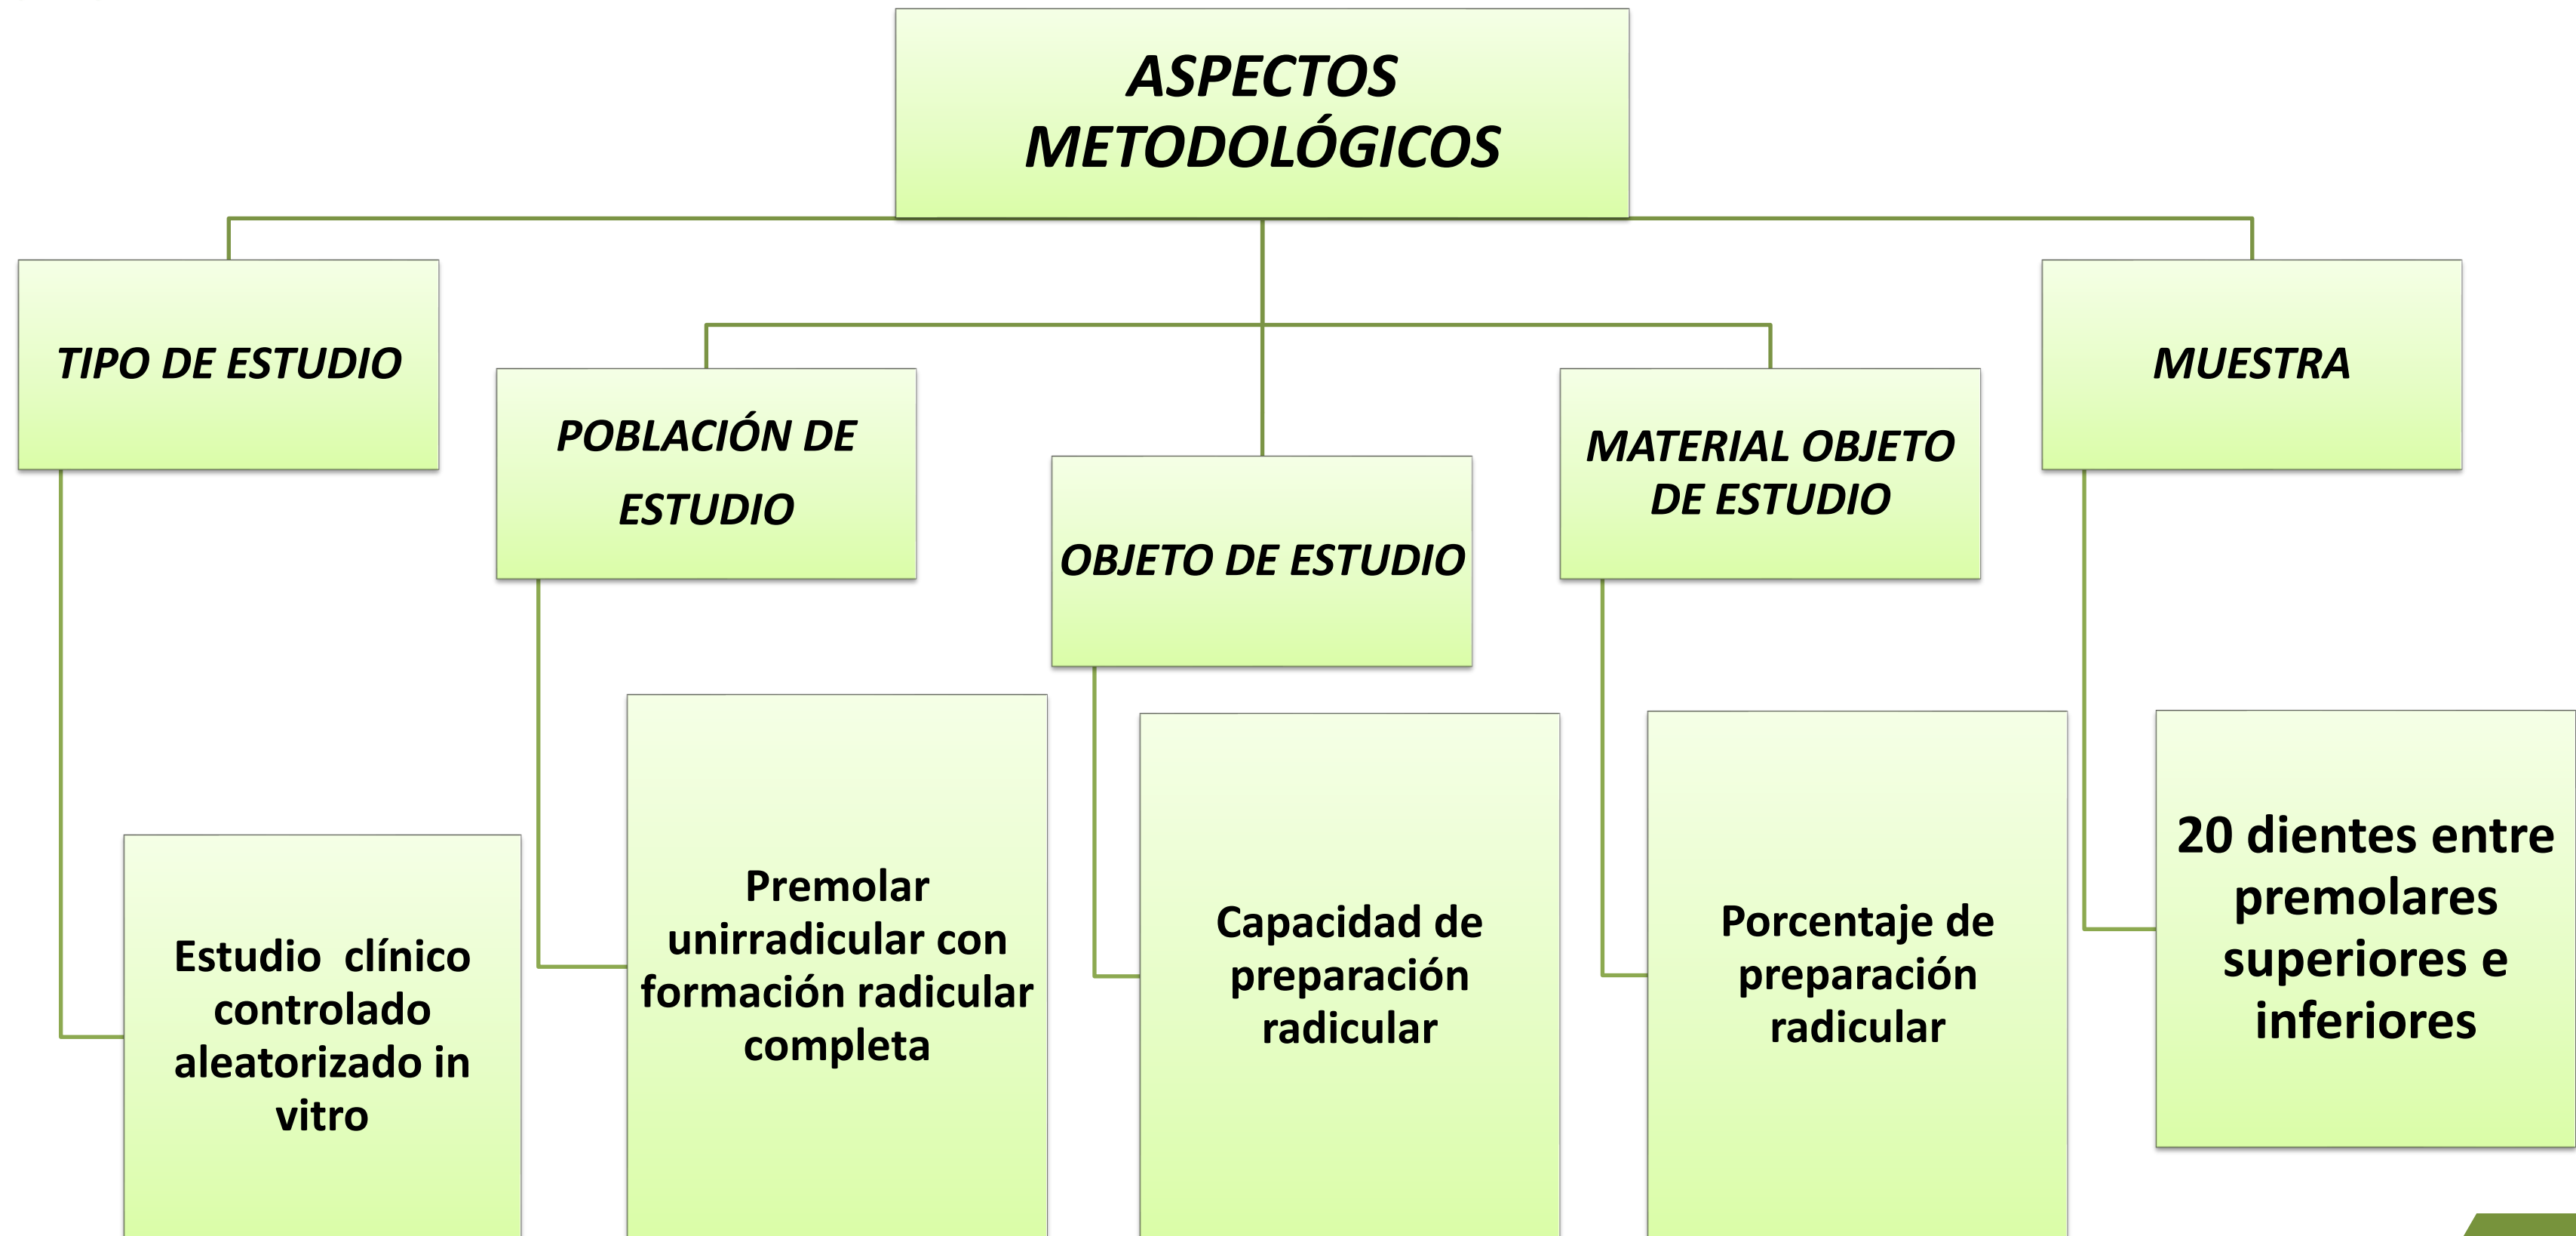 ASPECTOS
METODOLÓGICOS
TIPO DE ESTUDIO
POBLACIÓN DE
ESTUDIO
OBJETO DE ESTUDIO
MATERIAL OBJETO
DE ESTUDIO
MUESTRA
Estudio clínico
controlado
aleatorizado in
vitro
Premolar
unirradicular con
formación radicular
completa
Capacidad de
preparación
radicular
Porcentaje de
preparación
radicular
20 dientes entre
premolares
superiores e
inferiores